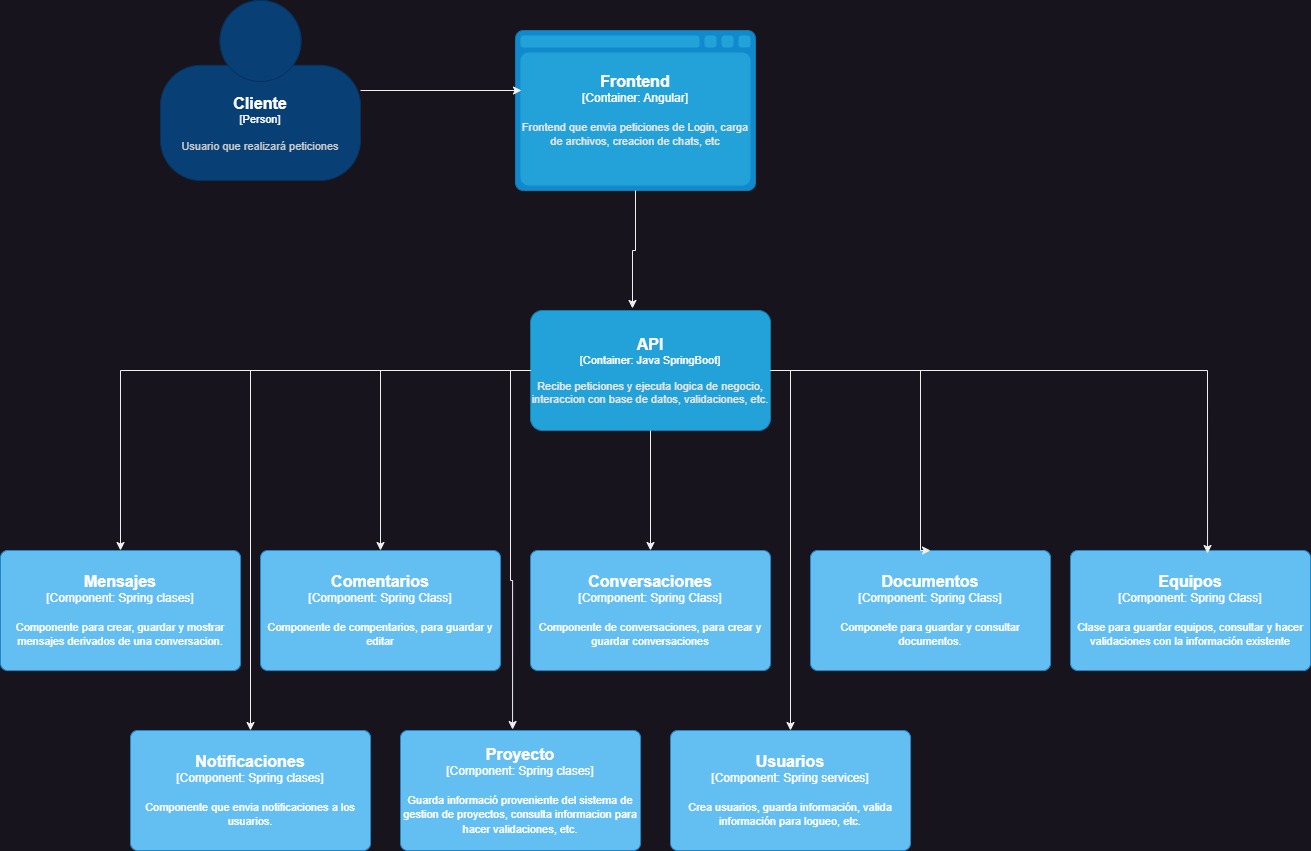 Cliente
[Person]
Usuario que realizará peticiones
Frontend
[Container: Angular]
Frontend que envia peticiones de Login, carga
de archivos, creacion de chats, etc
API
[Container: Java SpringBoot]
Recibe peticiones y ejecuta logica de negocio,
interaccion con base de datos, validaciones, etc.
Mensajes
[Component: Spring clases]
Componente para crear, guardar y mostrar
mensajes derivados de una conversacion.
Comentarios
[Component: Spring Class]
Componente de compentarios, para guardar y
editar
Conversaciones
[Component: Spring Class]
Componente de conversaciones, para crear y
guardar conversaciones
Documentos
[Component: Spring Class]
Componete para guardar y consultar
documentos.
Equipos
[Component: Spring Class]
Clase para guardar equipos, consultar y hacer
validaciones con la información existente
Notificaciones
[Component: Spring clases]
Componente que envia notificaciones a los
usuarios.
Proyecto
[Component: Spring clases]
Guarda informació proveniente del sistema de
gestion de proyectos, consulta informacion para
hacer validaciones, etc.
Usuarios
[Component: Spring services]
Crea usuarios, guarda información, valida
información para logueo, etc.